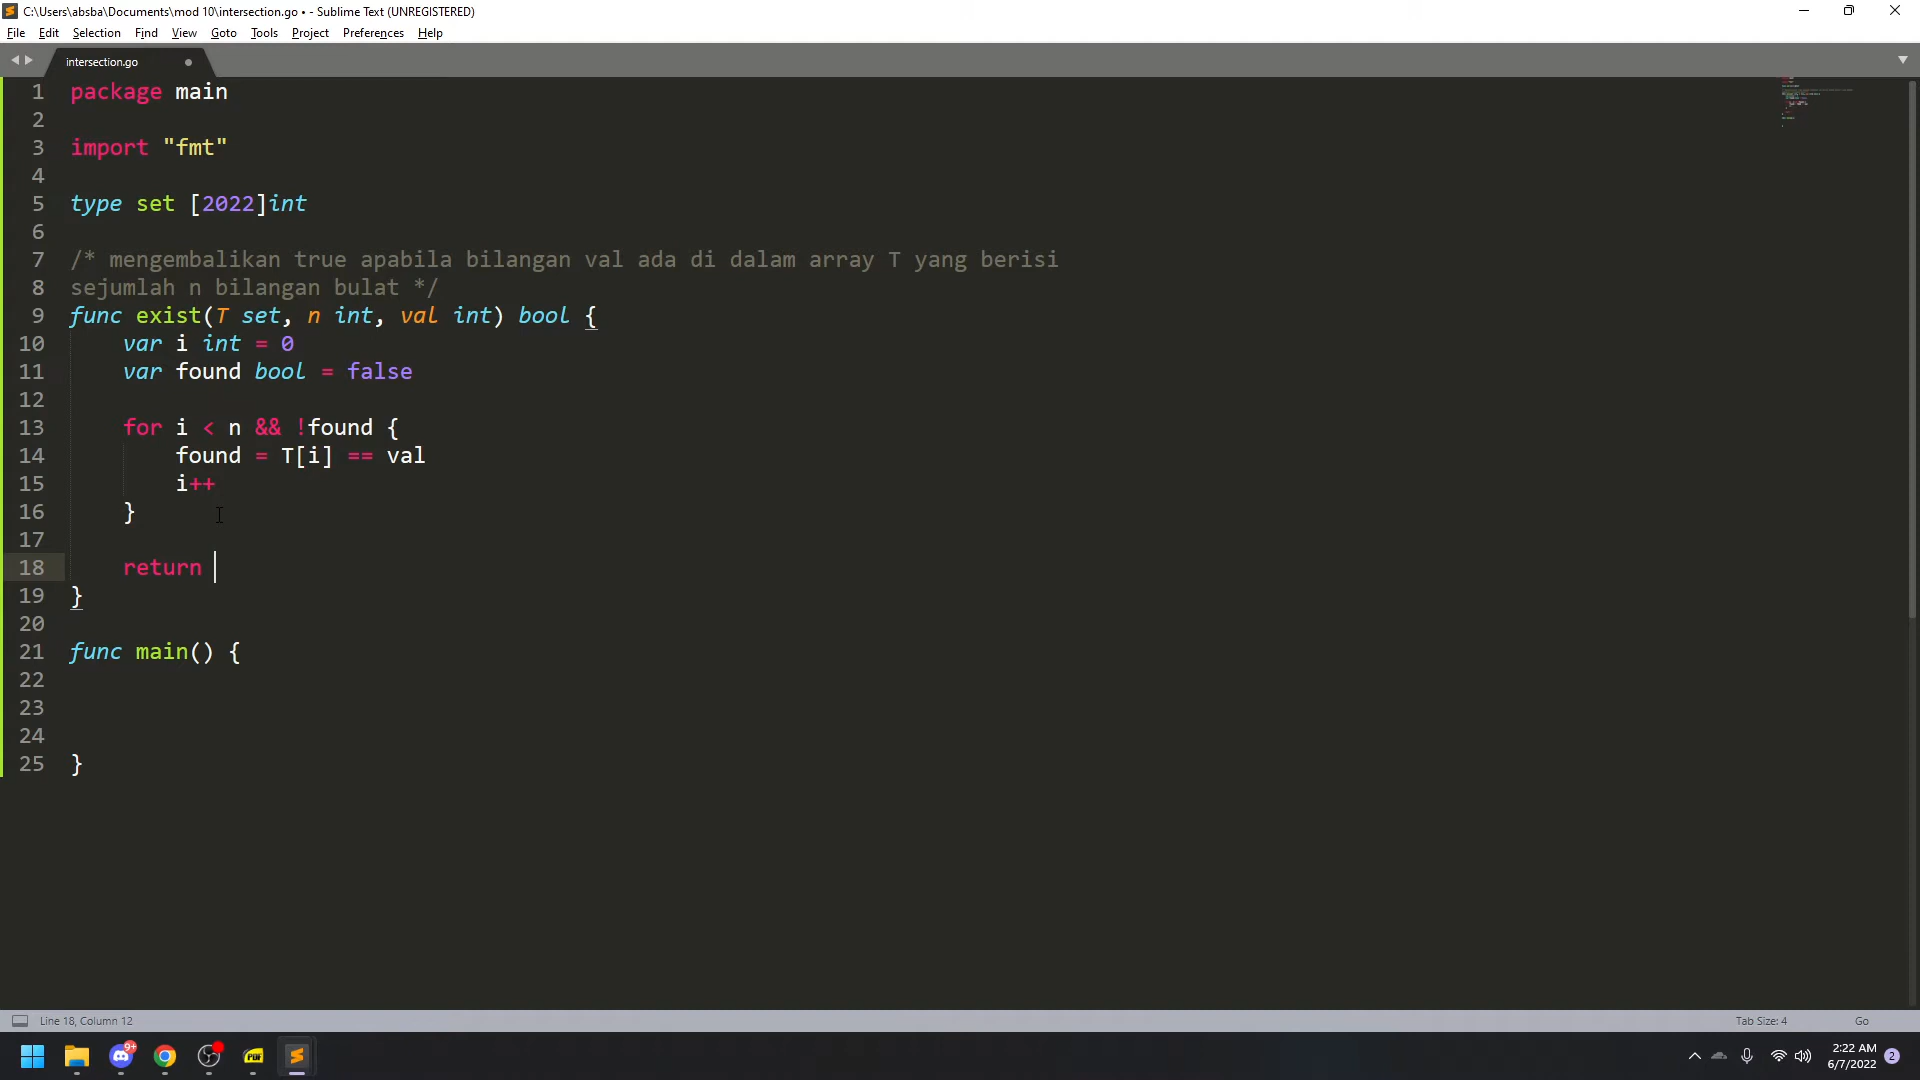 C:\Users\absba\Documents\mod 10\intersection.go • - Sublime Text (UNREGISTERED)
File Edit Selection Find View Goto Tools Project Preferences Help
intersection.go
1 package main
2
3 import "fmt"
4
5 type set [2022]int
6
7 /* mengembalikan true apabila bilangan val ada di dalam array T yang berisi
8 sejumlah n bilangan bulat */
9 func exist(T set, n int, val int) bool {
10 var i int = 0
11 var found bool = false
12
13 for i < n && !found {
14 found = T[i] == val
15 i++
16 }
17
18 return
19 }
20
21 func main() {
22
23
24
25 }
Line 18, Column 12
Tab Size: 4
Go
9+
PDF
2:22 AM
6/7/2022
2